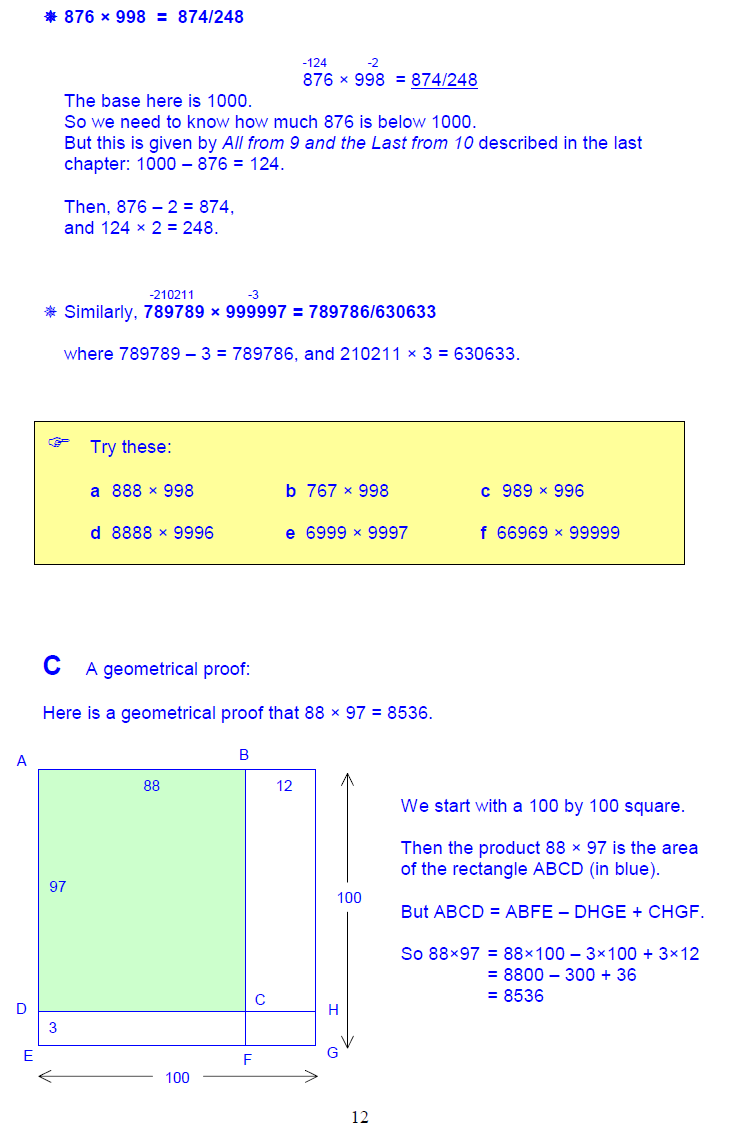 ✵ 876 × 998 = 874/248
-124 -2
876 × 998 = 874/248
The base here is 1000.
So we need to know how much 876 is below 1000.
But this is given by All from 9 and the Last from 10 described in the last
chapter: 1000 – 876 = 124.
Then, 876 – 2 = 874,
and 124 × 2 = 248.
-210211 -3
✵ Similarly, 789789 × 999997 = 789786/630633
where 789789 – 3 = 789786, and 210211 × 3 = 630633.
☞ Try these:
a 888 × 998 b 767 × 998 c 989 × 996
d 8888 × 9996 e 6999 × 9997 f 66969 × 99999
C A geometrical proof:
Here is a geometrical proof that 88 × 97 = 8536.
A B
88 12
97
100
D C H
3
E F G
100
We start with a 100 by 100 square.
Then the product 88 × 97 is the area
of the rectangle ABCD (in blue).
But ABCD = ABFE – DHGE + CHGF.
So 88×97 = 88×100 – 3×100 + 3×12
= 8800 – 300 + 36
= 8536
12